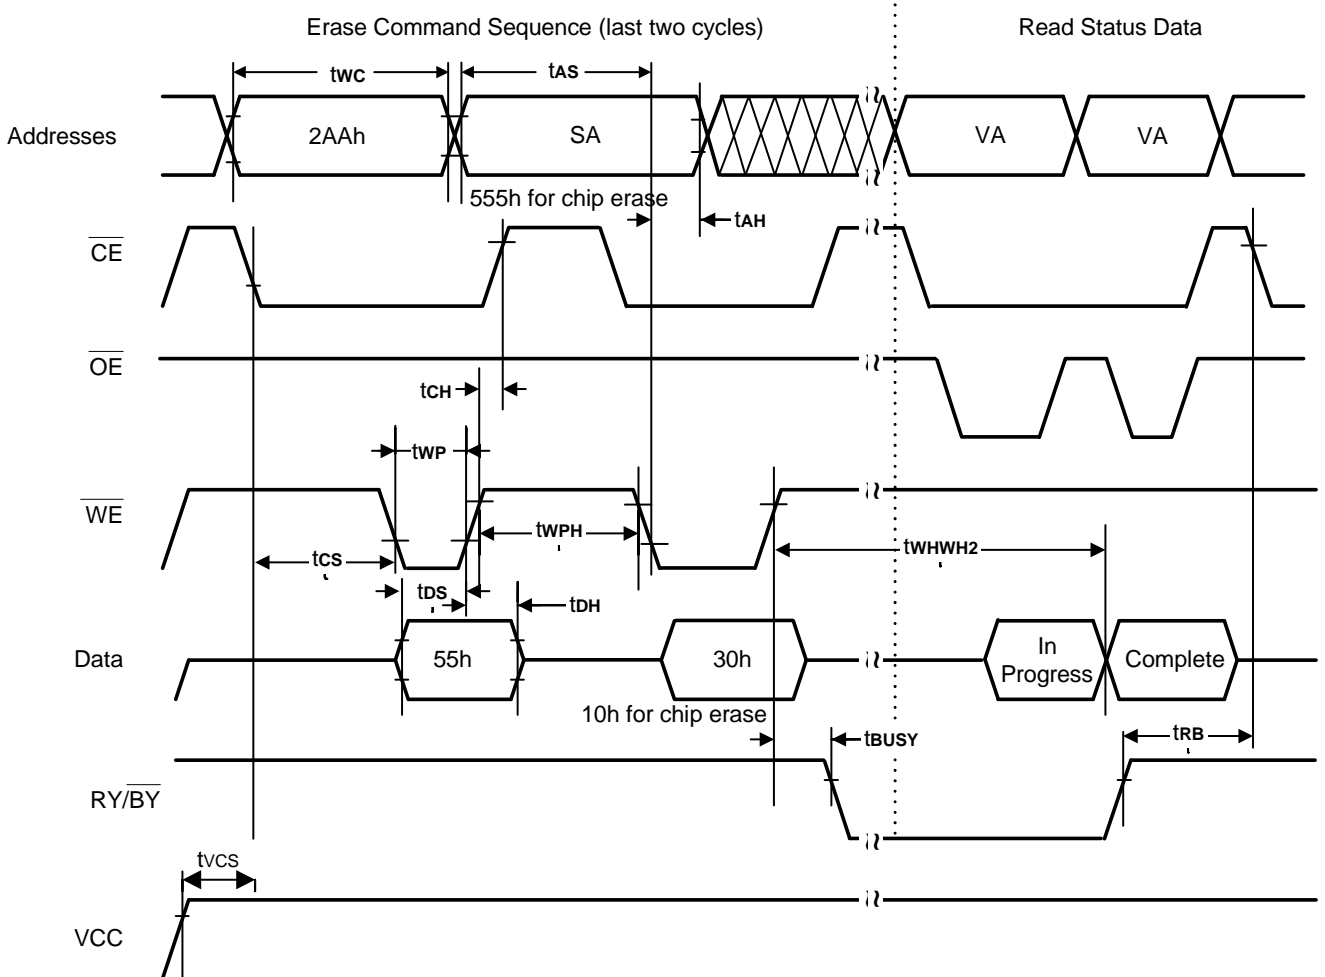 Erase Command Sequence (last two cycles)
Read Status Data
tWC
tAS
Addresses
2AAh
SA
VA
VA
555h for chip erase
tAH
CE
OE
tCH
tWP
WE
tWPH
tWHWH2
tCS
tDS
tDH
Data
55h
30h
In
Progress
Complete
10h for chip erase
tBUSY
tRB
RY/BY
tVCS
VCC